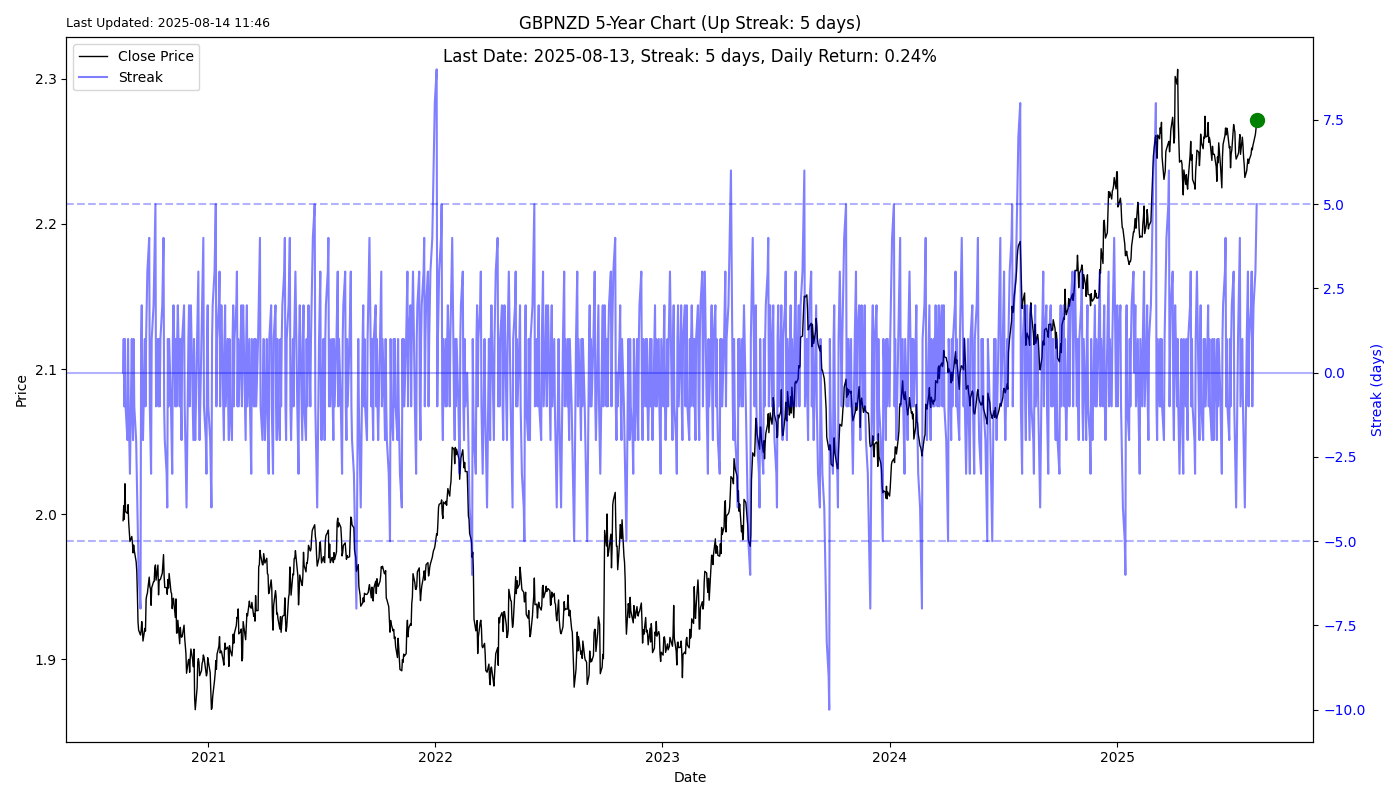 Last Updated: 2025-08-14 11:46
GBPNZD 5-Year Chart (Up Streak: 5 days)
Last Date: 2025-08-13, Streak: 5 days, Daily Return: 0.24%
Close Price
Streak
2.3
2.2
2.1
2.0
1.9
Price
7.5
5.0
2.5
0.0
−2.5
−5.0
−7.5
−10.0
Streak (days)
2021
2022
2023
2024
2025
Date